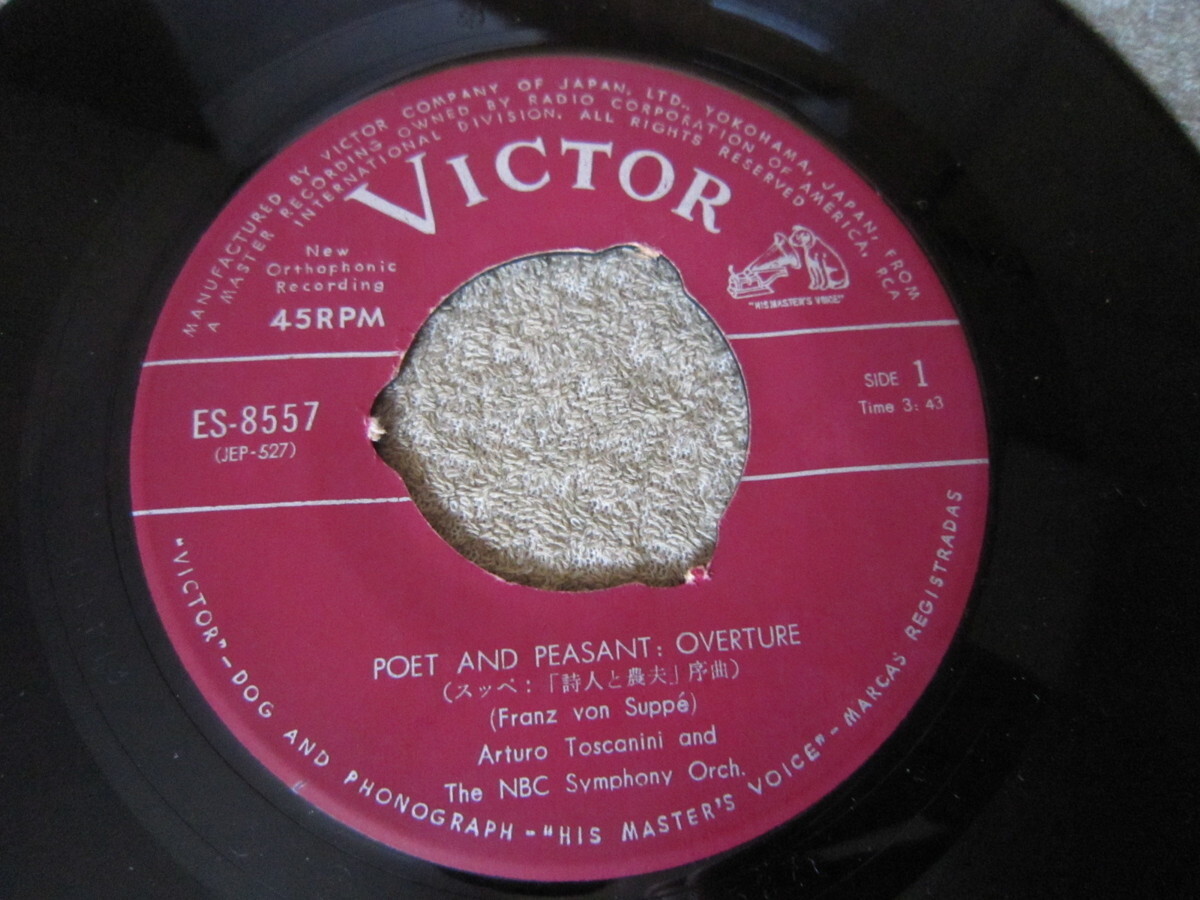 MANUFACTURED BY VICTOR COMPANY OF JAPAN, LTD., YOKOHAMA, JAPAN, FROM
A MASTER RECORDING OWNED BY RADIO CORPORATION OF AMERICA, RCA
INTERNATIONAL DIVISION. ALL RIGHTS RESERVED
VICTOR
New
Orthophonic
Recording
45RPM
"HIS MASTER'S VOICE"
ES-8557
(JEP-527)
SIDE 1
Time 3: 43
POET AND PEASANT: OVERTURE
(スッペ:「詩人と農夫」序曲)
(Franz von Suppé)
Arturo Toscanini and
The NBC Symphony Orch.
"VICTOR"–DOG AND PHONOGRAPH–"HIS MASTER'S VOICE"–MARCAS REGISTRADAS